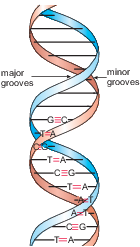 major
grooves
minor
grooves
G≡C
T=A
C≡G
T=A
C≡G
T=A
A=T
A=T
C≡G
T=A